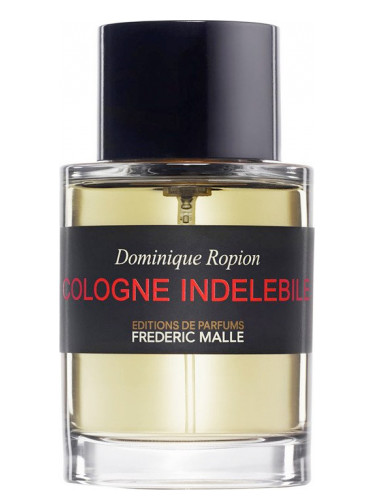 Dominique Ropion
COLOGNE INDELEBILE
EDITIONS DE PARFUMS
FREDERIC MALLE